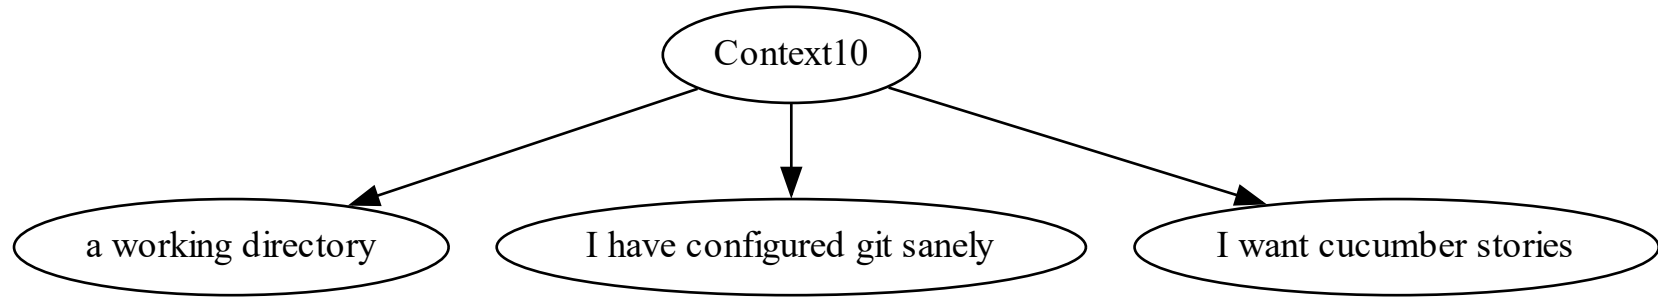 Context10
a working directory
I have configured git sanely
I want cucumber stories